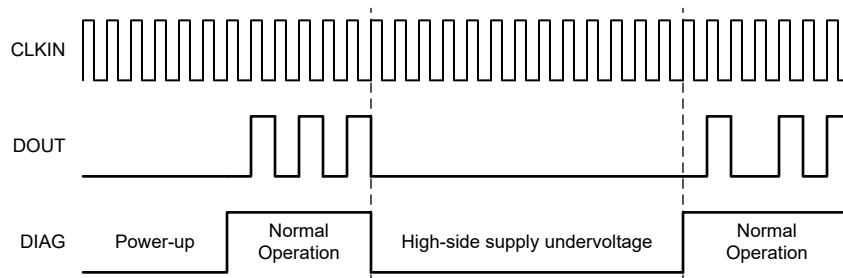 CLKIN
DOUT
DIAG
Power-up
Normal
Operation
High-side supply undervoltage
Normal
Operation